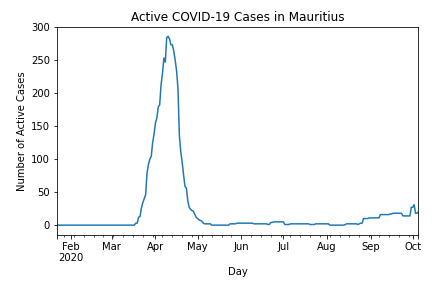 Active COVID-19 Cases in Mauritius
300
250
200
150
100
50
0
Number of Active Cases
Feb Mar Apr May Jun Jul Aug Sep Oct
2020
Day